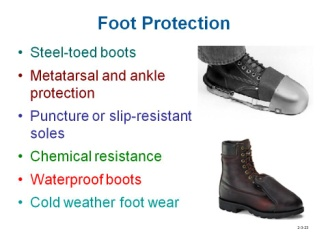 Foot Protection
• Steel-toed boots
• Metatarsal and ankle
protection
• Puncture or slip-resistant
soles
• Chemical resistance
• Waterproof boots
• Cold weather foot wear